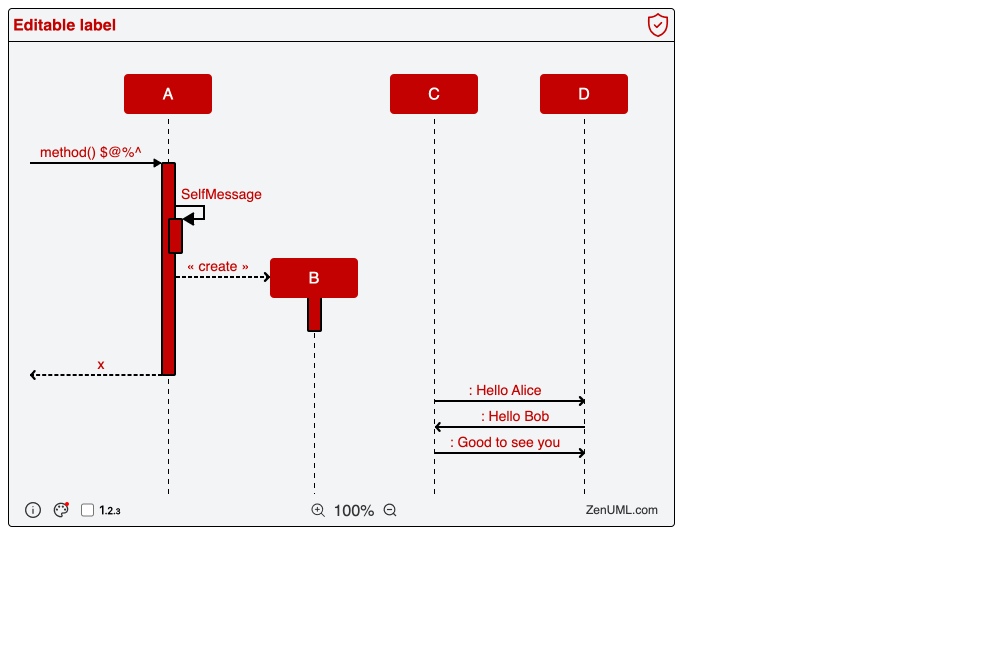 Editable label
A
C
D
method() $@%^
SelfMessage
« create »
B
x
: Hello Alice
: Hello Bob
: Good to see you
1.2.3
100%
ZenUML.com